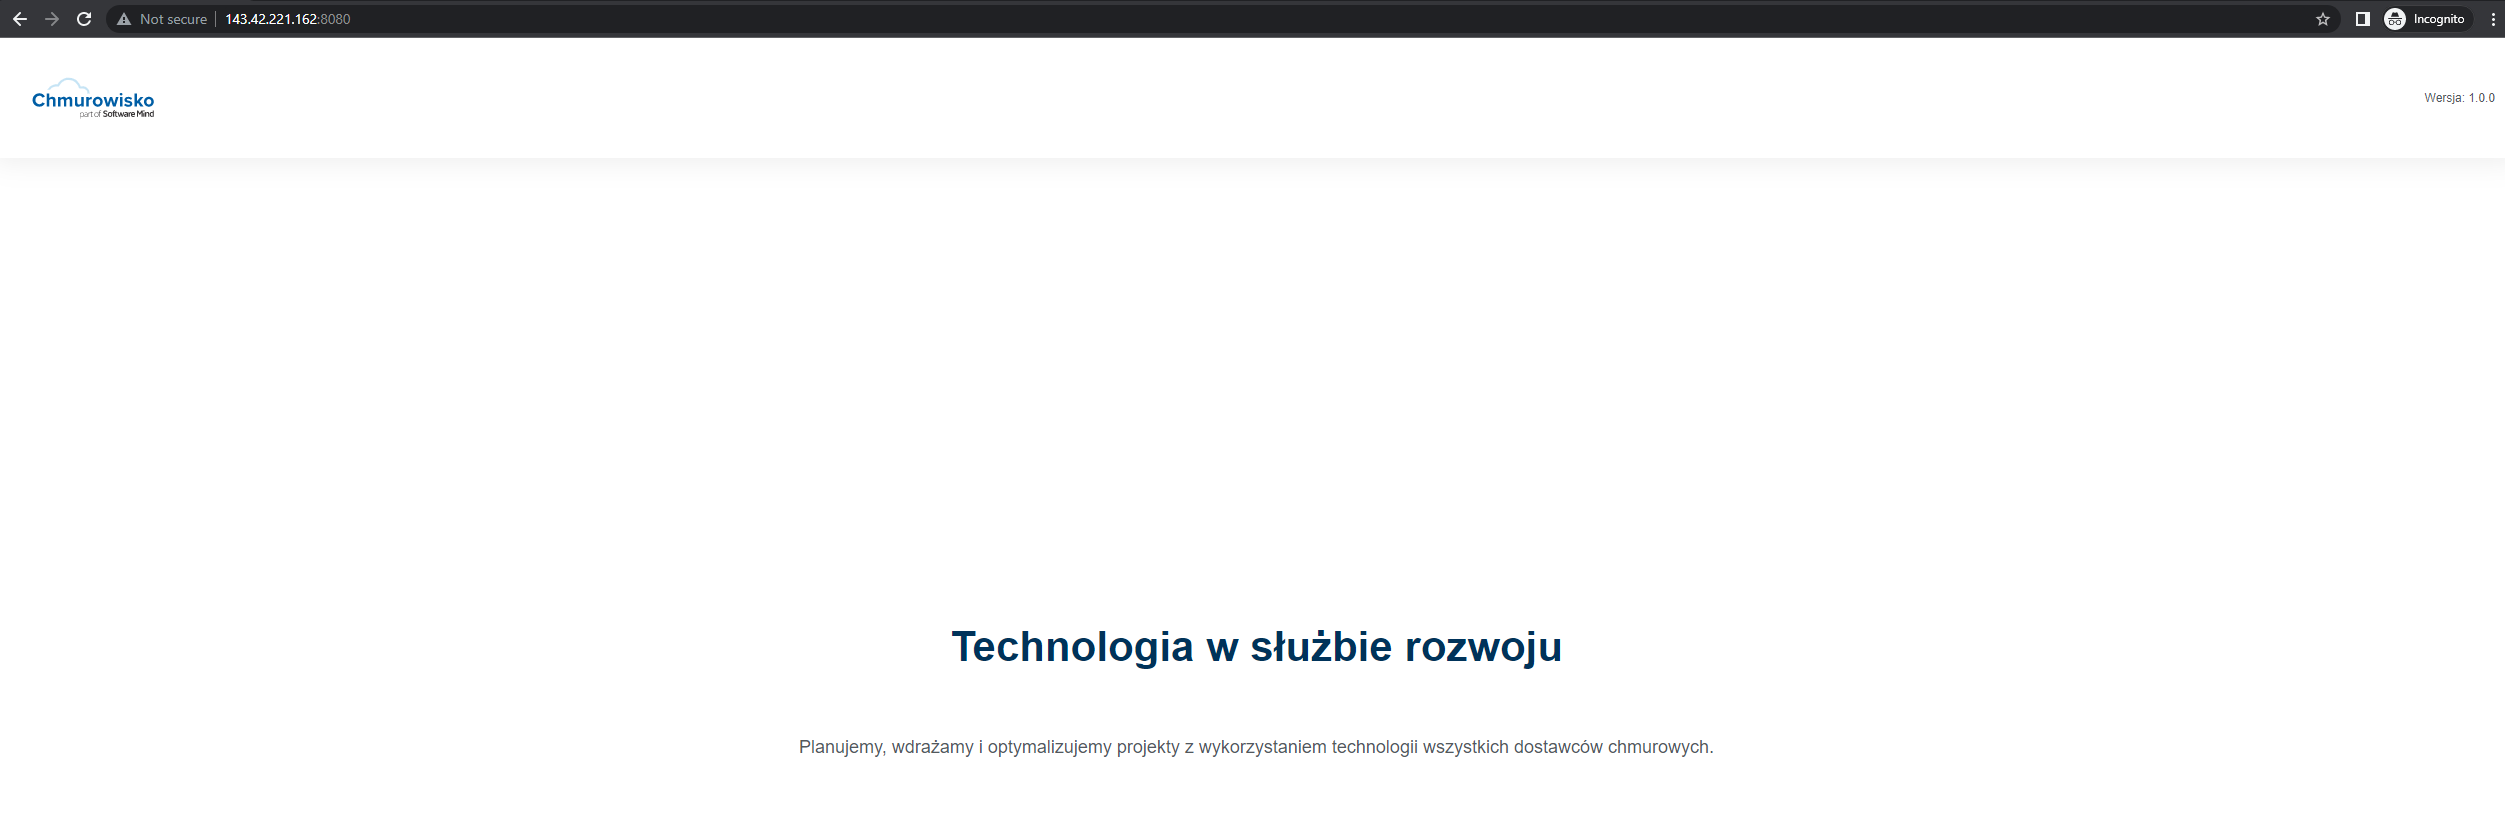 Not secure
143.42.221.162:8080
Incognito
Chmurowisko
part of Software Mind
Wersja: 1.0.0
Technologia w służbie rozwoju
Planujemy, wdrażamy i optymalizujemy projekty z wykorzystaniem technologii wszystkich dostawców chmurowych.